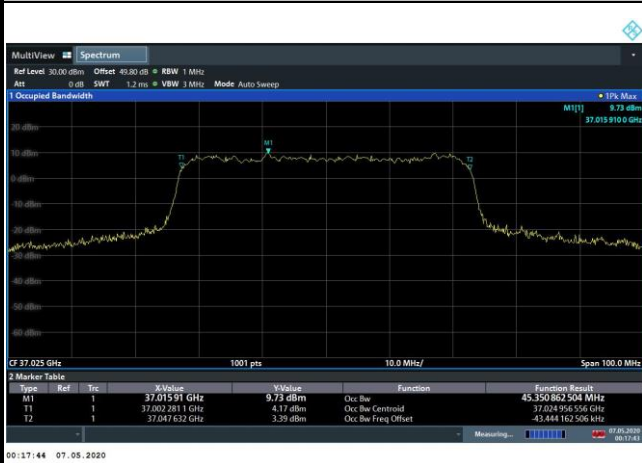 MultiView Spectrum
Ref Level 30.00 dBm Offset 49.80 dB RBW 1 MHz
Att 0 dB SWT 1.2 ms VBW 3 MHz Mode Auto Sweep
1 Occupied Bandwidth 1Pk Max
M1[1] 9.73 dBm
37.015 910 0 GHz
20 dBm
M1
10 dBm
T1 T2
0 dBm
-10 dBm
-20 dBm
-30 dBm
-40 dBm
-50 dBm
-60 dBm
CF 37.025 GHz 1001 pts 10.0 MHz/ Span 100.0 MHz
2 Marker Table
Type Ref Trc X-Value Y-Value Function Function Result
M1 1 37.015 91 GHz 9.73 dBm Occ Bw 45.350 862 504 MHz
T1 1 37.002 281 1 GHz 4.17 dBm Occ Bw Centroid 37.024 956 556 GHz
T2 1 37.047 632 GHz 3.39 dBm Occ Bw Freq Offset -43.444 162 506 kHz
Measuring... 07.05.2020
00:17:43
00:17:44 07.05.2020